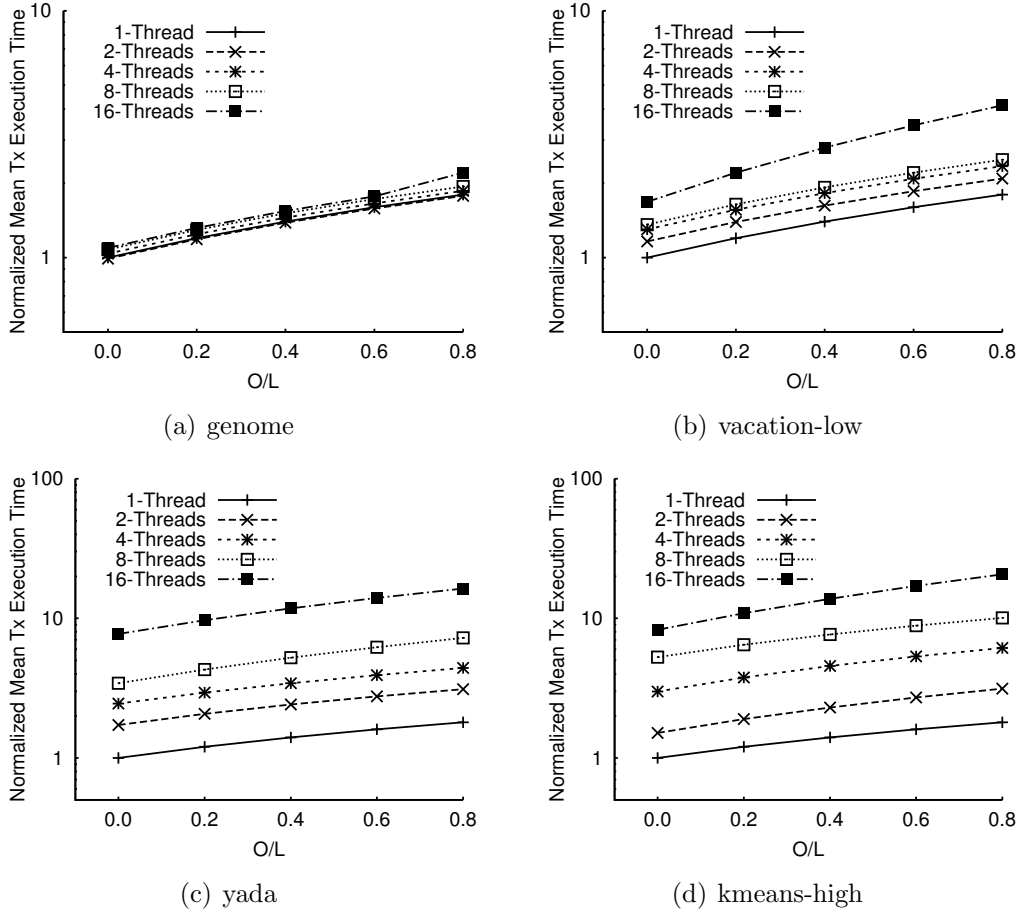 Normalized Mean Tx Execution Time
10
1
1-Thread
2-Threads
4-Threads
8-Threads
16-Threads
0.0 0.2 0.4 0.6 0.8
O/L
(a) genome
Normalized Mean Tx Execution Time
10
1
1-Thread
2-Threads
4-Threads
8-Threads
16-Threads
0.0 0.2 0.4 0.6 0.8
O/L
(b) vacation-low
Normalized Mean Tx Execution Time
100
10
1
1-Thread
2-Threads
4-Threads
8-Threads
16-Threads
0.0 0.2 0.4 0.6 0.8
O/L
(c) yada
Normalized Mean Tx Execution Time
100
10
1
1-Thread
2-Threads
4-Threads
8-Threads
16-Threads
0.0 0.2 0.4 0.6 0.8
O/L
(d) kmeans-high